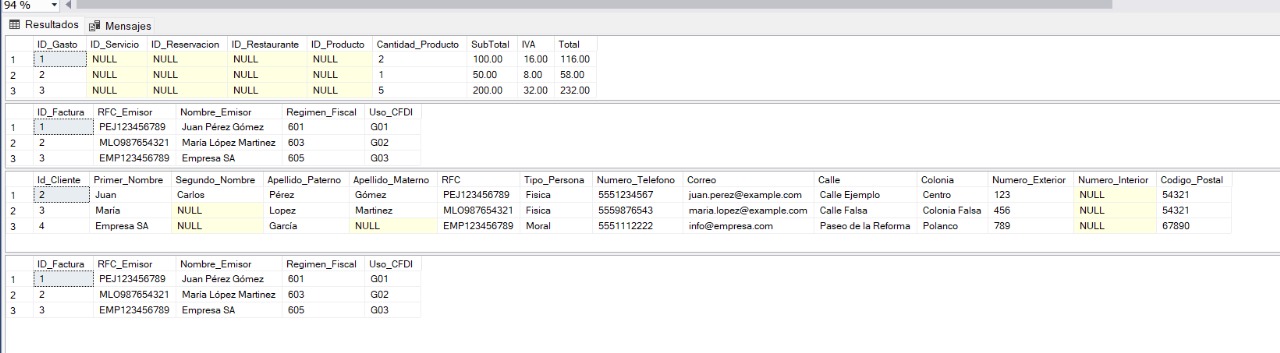 94 %
Resultados Mensajes
ID_Gasto ID_Servicio ID_Reservacion ID_Restaurante ID_Producto Cantidad_Producto SubTotal IVA Total
1 1 NULL NULL NULL NULL 2 100.00 16.00 116.00
2 2 NULL NULL NULL NULL 1 50.00 8.00 58.00
3 3 NULL NULL NULL NULL 5 200.00 32.00 232.00
ID_Factura RFC_Emisor Nombre_Emisor Regimen_Fiscal Uso_CFDI
1 1 PEJ123456789 Juan Pérez Gómez 601 G01
2 2 MLO987654321 María López Martinez 603 G02
3 3 EMP123456789 Empresa SA 605 G03
Id_Cliente Primer_Nombre Segundo_Nombre Apellido_Paterno Apellido_Materno RFC Tipo_Persona Numero_Telefono Correo Calle Colonia Numero_Exterior Numero_Interior Codigo_Postal
1 2 Juan Carlos Pérez Gómez PEJ123456789 Fisica 5551234567 juan.perez@example.com Calle Ejemplo Centro 123 NULL 54321
2 3 María NULL Lopez Martinez MLO987654321 Fisica 5559876543 maria.lopez@example.com Calle Falsa Colonia Falsa 456 NULL 54321
3 4 Empresa SA NULL García NULL EMP123456789 Moral 5551112222 info@empresa.com Paseo de la Reforma Polanco 789 NULL 67890
ID_Factura RFC_Emisor Nombre_Emisor Regimen_Fiscal Uso_CFDI
1 1 PEJ123456789 Juan Pérez Gómez 601 G01
2 2 MLO987654321 María López Martinez 603 G02
3 3 EMP123456789 Empresa SA 605 G03